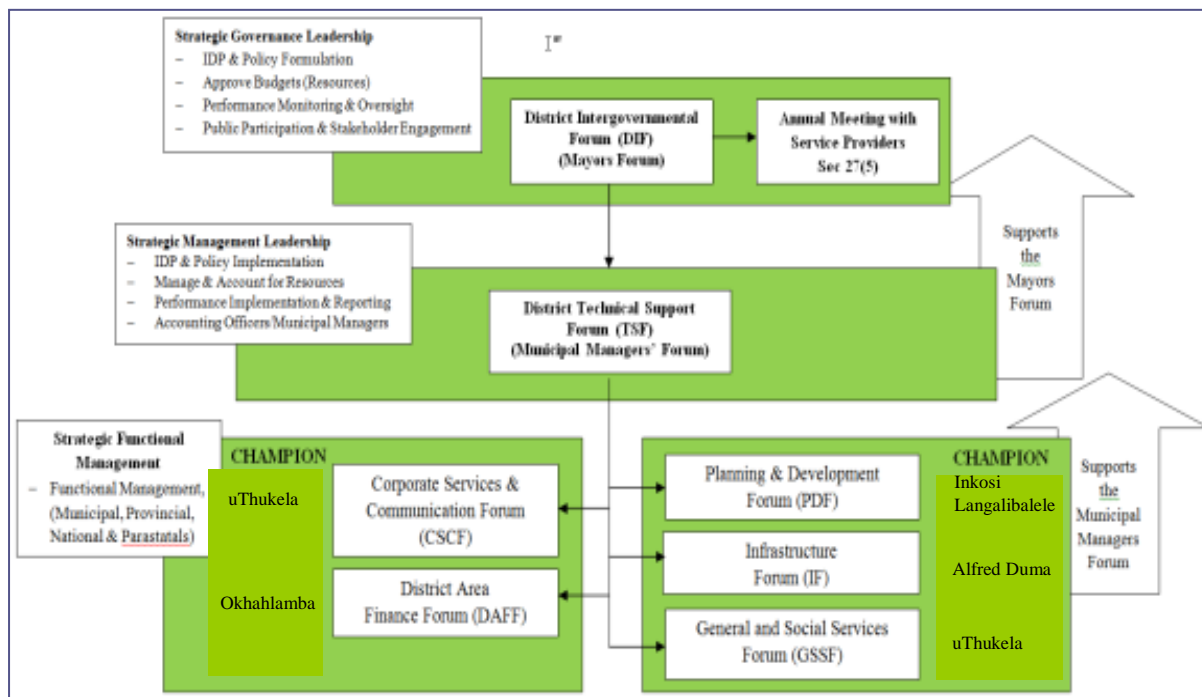 Strategic Governance Leadership
– IDP & Policy Formulation
– Approve Budgets (Resources)
– Performance Monitoring & Oversight
– Public Participation & Stakeholder Engagement
District Intergovernmental
Forum (DIF)
(Mayors Forum)
Annual Meeting with
Service Providers
Sec 27(5)
Supports
the
Mayors
Forum
Strategic Management Leadership
– IDP & Policy Implementation
– Manage & Account for Resources
– Performance Implementation & Reporting
– Accounting Officers/Municipal Managers
District Technical Support
Forum (TSF)
(Municipal Managers' Forum)
Strategic Functional
Management
– Functional Management,
(Municipal, Provincial,
National & Parastatals)
CHAMPION
uThukela
Corporate Services &
Communication Forum
(CSCF)
Okhahlamba
District Area
Finance Forum (DAFF)
Planning & Development
Forum (PDF)
Infrastructure
Forum (IF)
General and Social Services
Forum (GSSF)
CHAMPION
Inkosi
Langalibalele
Alfred Duma
uThukela
Supports
the
Municipal
Managers
Forum